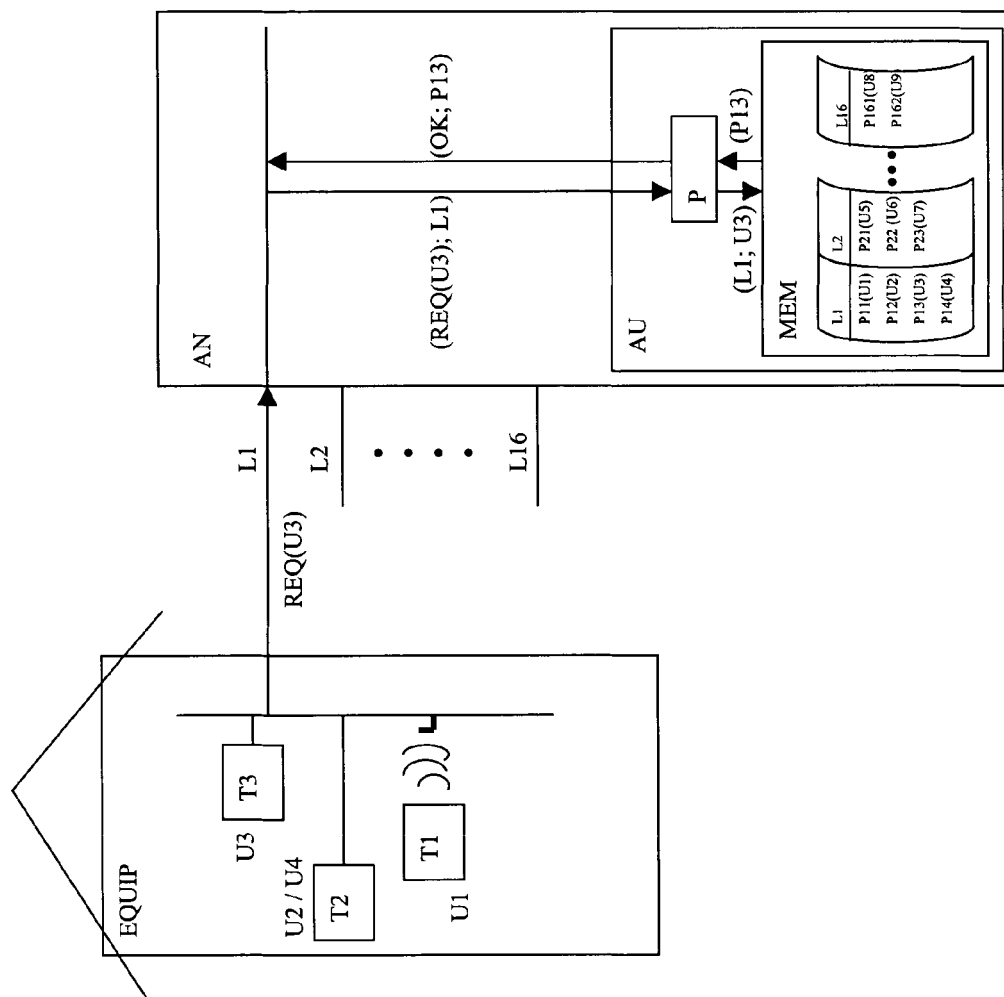 EQUIP
U3
T3
U2 / U4
T2
T1
U1
REQ(U3)
L1
L2
L16
AN
(REQ(U3); L1)
(OK; P13)
AU
P
(L1; U3)
(P13)
MEM
L1
P11(U1)
P12(U2)
P13(U3)
P14(U4)
L2
P21(U5)
P22 (U6)
P23(U7)
L16
P161(U8
P162(U9